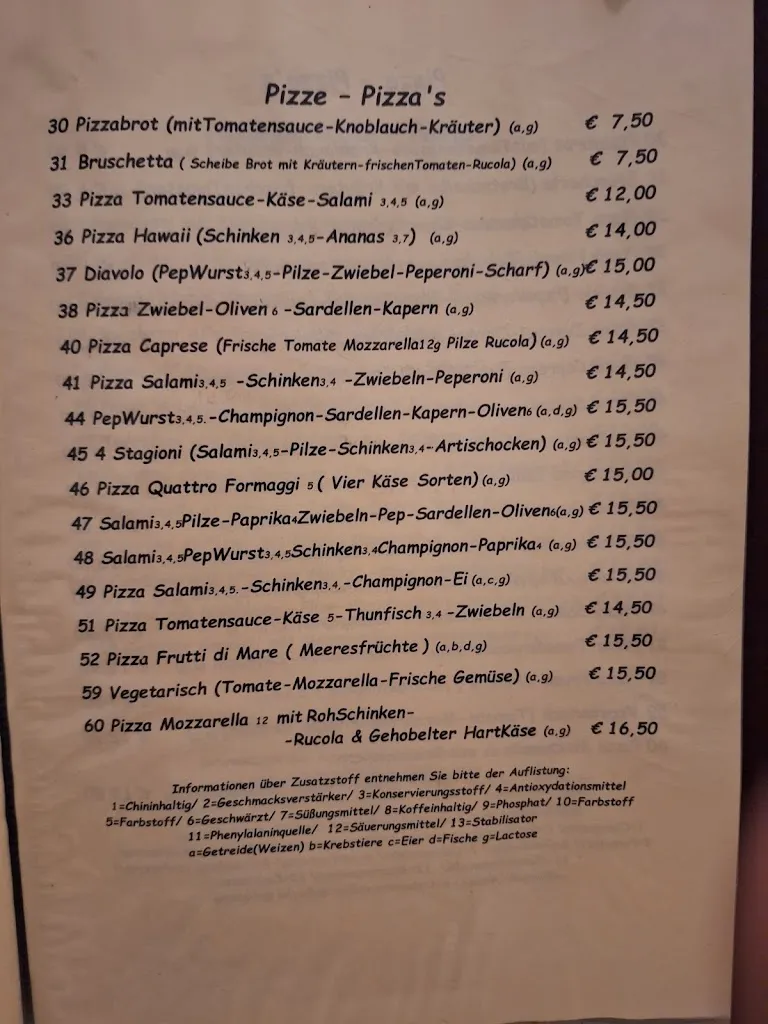 Pizze - Pizza's
30 Pizzabrot (mitTomatensauce-Knoblauch-Kräuter) (a,g) € 7,50
31 Bruschetta ( Scheibe Brot mit Kräutern-frischenTomaten-Rucola) (a,g) € 7,50
33 Pizza Tomatensauce-Käse-Salami 3,4,5 (a,g) € 12,00
36 Pizza Hawaii (Schinken 3,4,5-Ananas 3,7) (a,g) € 14,00
37 Diavolo (PepWurst3,4,5-Pilze-Zwiebel-Peperoni-Scharf) (a,g)€ 15,00
38 Pizza Zwiebel-Oliven 6 -Sardellen-Kapern (a,g) € 14,50
40 Pizza Caprese (Frische Tomate Mozzarella12g Pilze Rucola) (a,g) € 14,50
41 Pizza Salami3,4,5 -Schinken3,4 -Zwiebeln-Peperoni (a,g) € 14,50
44 PepWurst3,4,5.-Champignon-Sardellen-Kapern-Oliven6 (a,d,g) € 15,50
45 4 Stagioni (Salami3,4,5-Pilze-Schinken3,4-Artischocken) (a,g) € 15,50
46 Pizza Quattro Formaggi 5 ( Vier Käse Sorten) (a,g) € 15,00
47 Salami3,4,5Pilze-Paprika4Zwiebeln-Pep-Sardellen-Oliven6(a,g) € 15,50
48 Salami3,4,5PepWurst3,4,5Schinken3,4Champignon-Paprika4 (a,g) € 15,50
49 Pizza Salami3,4,5.-Schinken3,4,-Champignon-Ei (a,c,g) € 15,50
51 Pizza Tomatensauce-Käse 5-Thunfisch 3,4 -Zwiebeln (a,g) € 14,50
52 Pizza Frutti di Mare ( Meeresfrüchte ) (a,b,d,g) € 15,50
59 Vegetarisch (Tomate-Mozzarella-Frische Gemüse) (a,g) € 15,50
60 Pizza Mozzarella 12 mit RohSchinken-
-Rucola & Gehobelter HartKäse (a,g) € 16,50
Informationen über Zusatzstoff entnehmen Sie bitte der Auflistung:
1=Chininhaltig/ 2=Geschmacksverstärker/ 3=Konservierungsstoff/ 4=Antioxydationsmittel
5=Farbstoff/ 6=Geschwärzt/ 7=Süßungsmittel/ 8=Koffeinhaltig/ 9=Phosphat/ 10=Farbstoff
11=Phenylalaninquelle/ 12=Säuerungsmittel/ 13=Stabilisator
a=Getreide(Weizen) b=Krebstiere c=Eier d=Fische g=Lactose